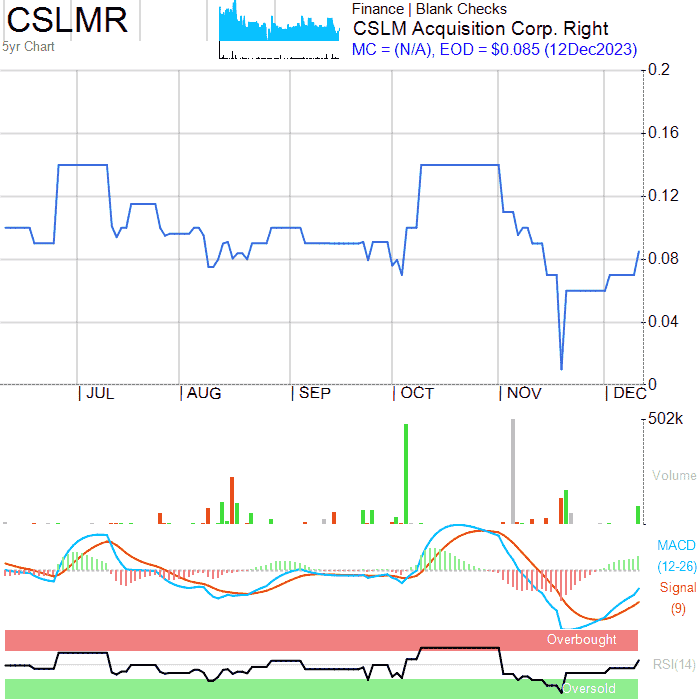 CSLMR
5yr Chart
Finance | Blank Checks
CSLM Acquisition Corp. Right
MC = (N/A), EOD = $0.085 (12Dec2023)
0.2
0.16
0.12
0.08
0.04
0
| JUL | AUG | SEP | OCT | NOV | DEC
502k
Volume
MACD
(12-26)
Signal
(9)
Overbought
RSI(14)
Oversold